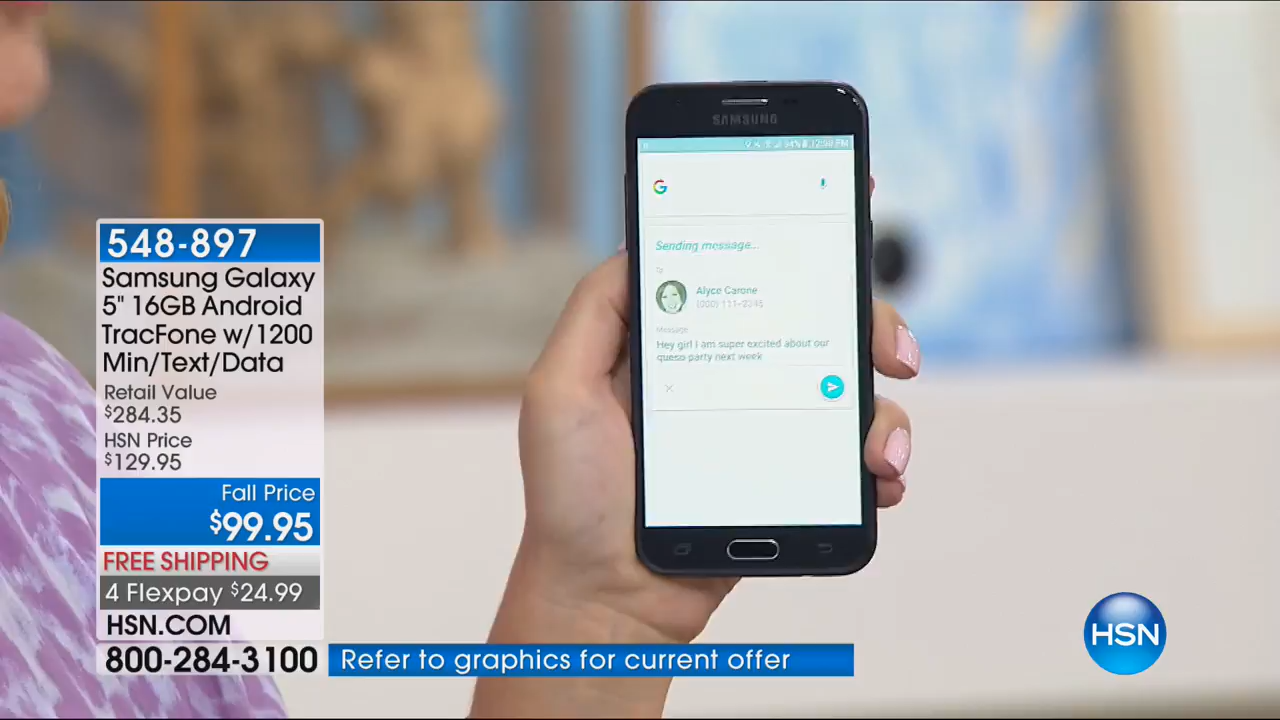 548-897
Samsung Galaxy
5" 16GB Android
TracFone w/1200
Min/Text/Data
Retail Value
$284.35
HSN Price
$129.95
Fall Price
$99.95
FREE SHIPPING
4 Flexpay $24.99
HSN.COM
800-284-3100
Refer to graphics for current offer
SAMSUNG
94%
G
Sending message...
To
Alyce Carone
Message
Hey girl I am super excited about our
queso party next week
HSN